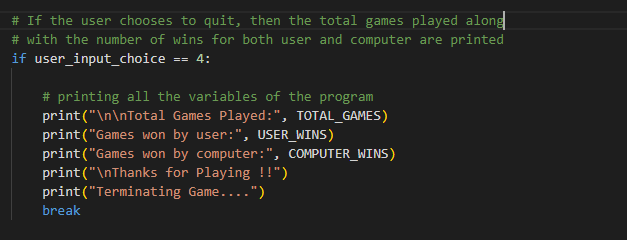 # If the user chooses to quit, then the total games played along
# with the number of wins for both user and computer are printed
if user_input_choice == 4:
# printing all the variables of the program
print("\n\nTotal Games Played:", TOTAL_GAMES)
print("Games won by user:", USER_WINS)
print("Games won by computer:", COMPUTER_WINS)
print("\nThanks for Playing !!")
print("Terminating Game....")
break